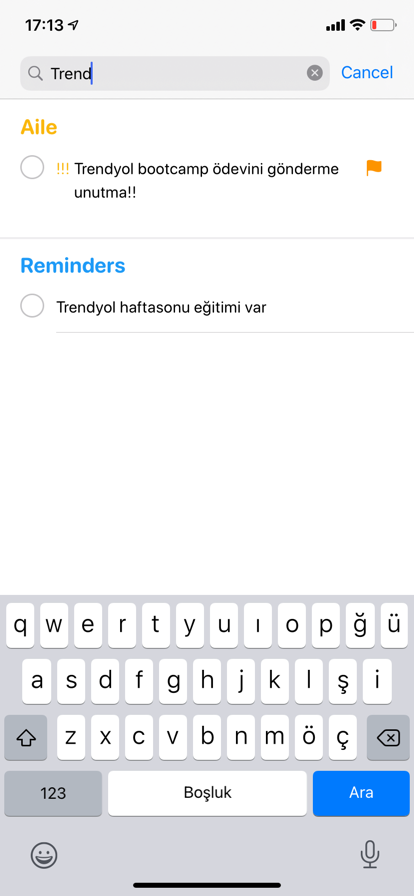 17:13
Trend
Cancel
Aile
!!! Trendyol bootcamp ödevini gönderme
unutma!!
Reminders
Trendyol haftasonu eğitimi var
q w e r t y u ı o p ğ ü
a s d f g h j k l ş i
z x c v b n m ö ç
123 Boşluk Ara